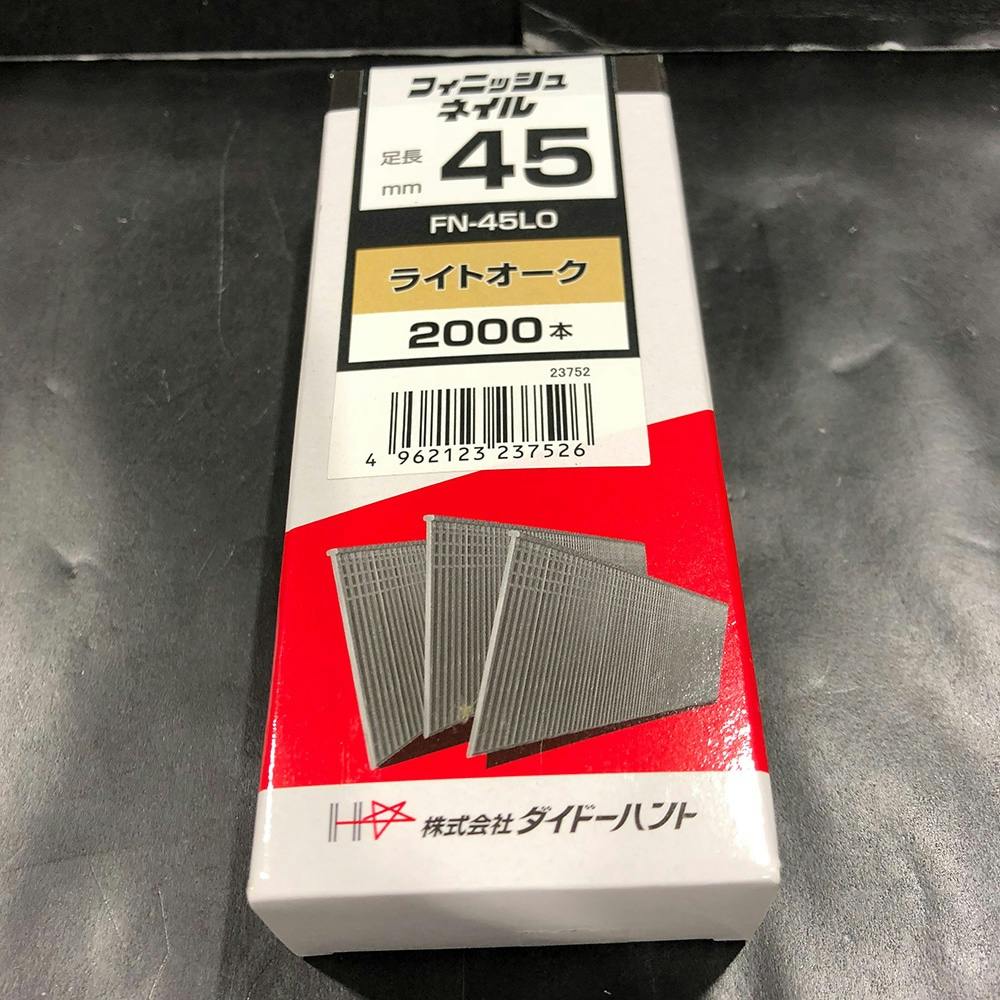 フィニッシュ
ネイル
足長
mm
45
FN-45LO
ライトオーク
2000本
23752
4 962123 237526
株式会社ダイドーハント